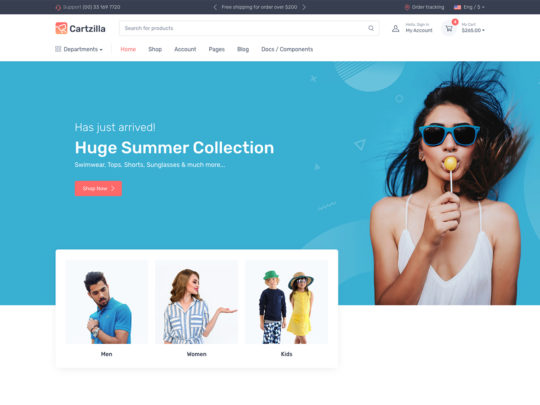 Support (00) 33 169 7720
Free shipping for order over $200
Order tracking
Eng / $
Cartzilla
Search for products
Hello, Sign in
My Account
4
My Cart
$265.00
Departments
Home
Shop
Account
Pages
Blog
Docs / Components
Has just arrived!
Huge Summer Collection
Swimwear, Tops, Shorts, Sunglasses & much more...
Shop Now
Men
Women
Kids